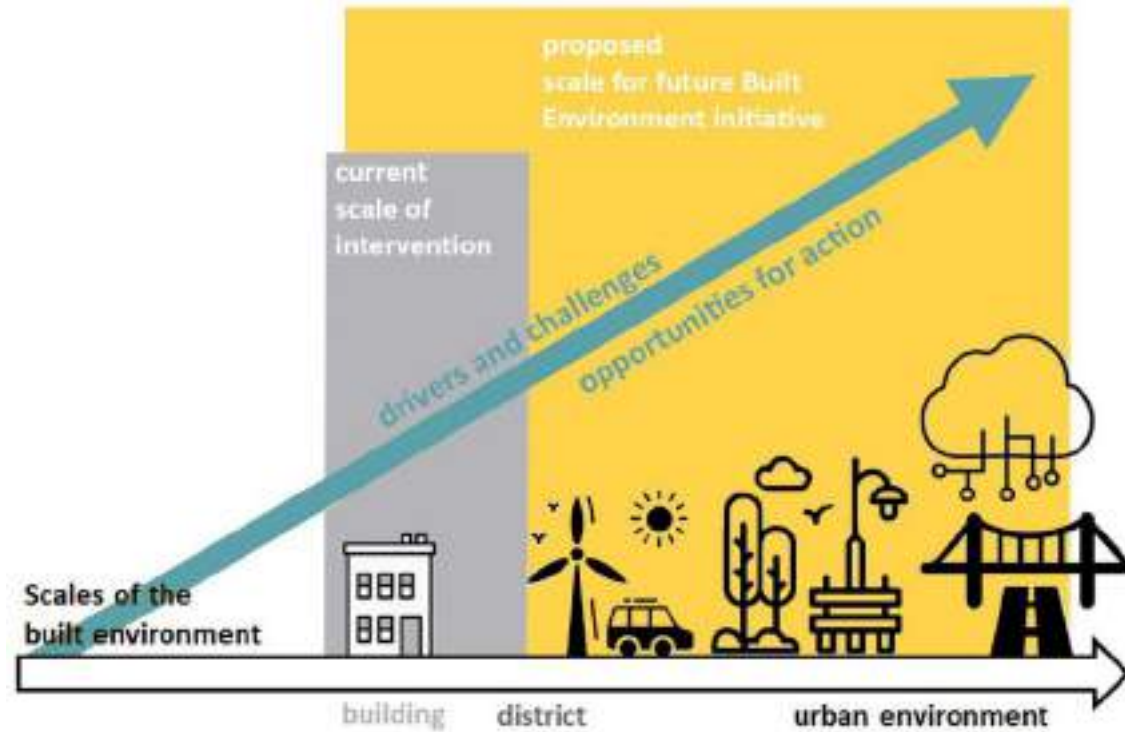 proposed
scale for future Built
Environment initiative
current
scale of
intervention
drivers and challenges
opportunities for action
Scales of the
built environment
building
district
urban environment